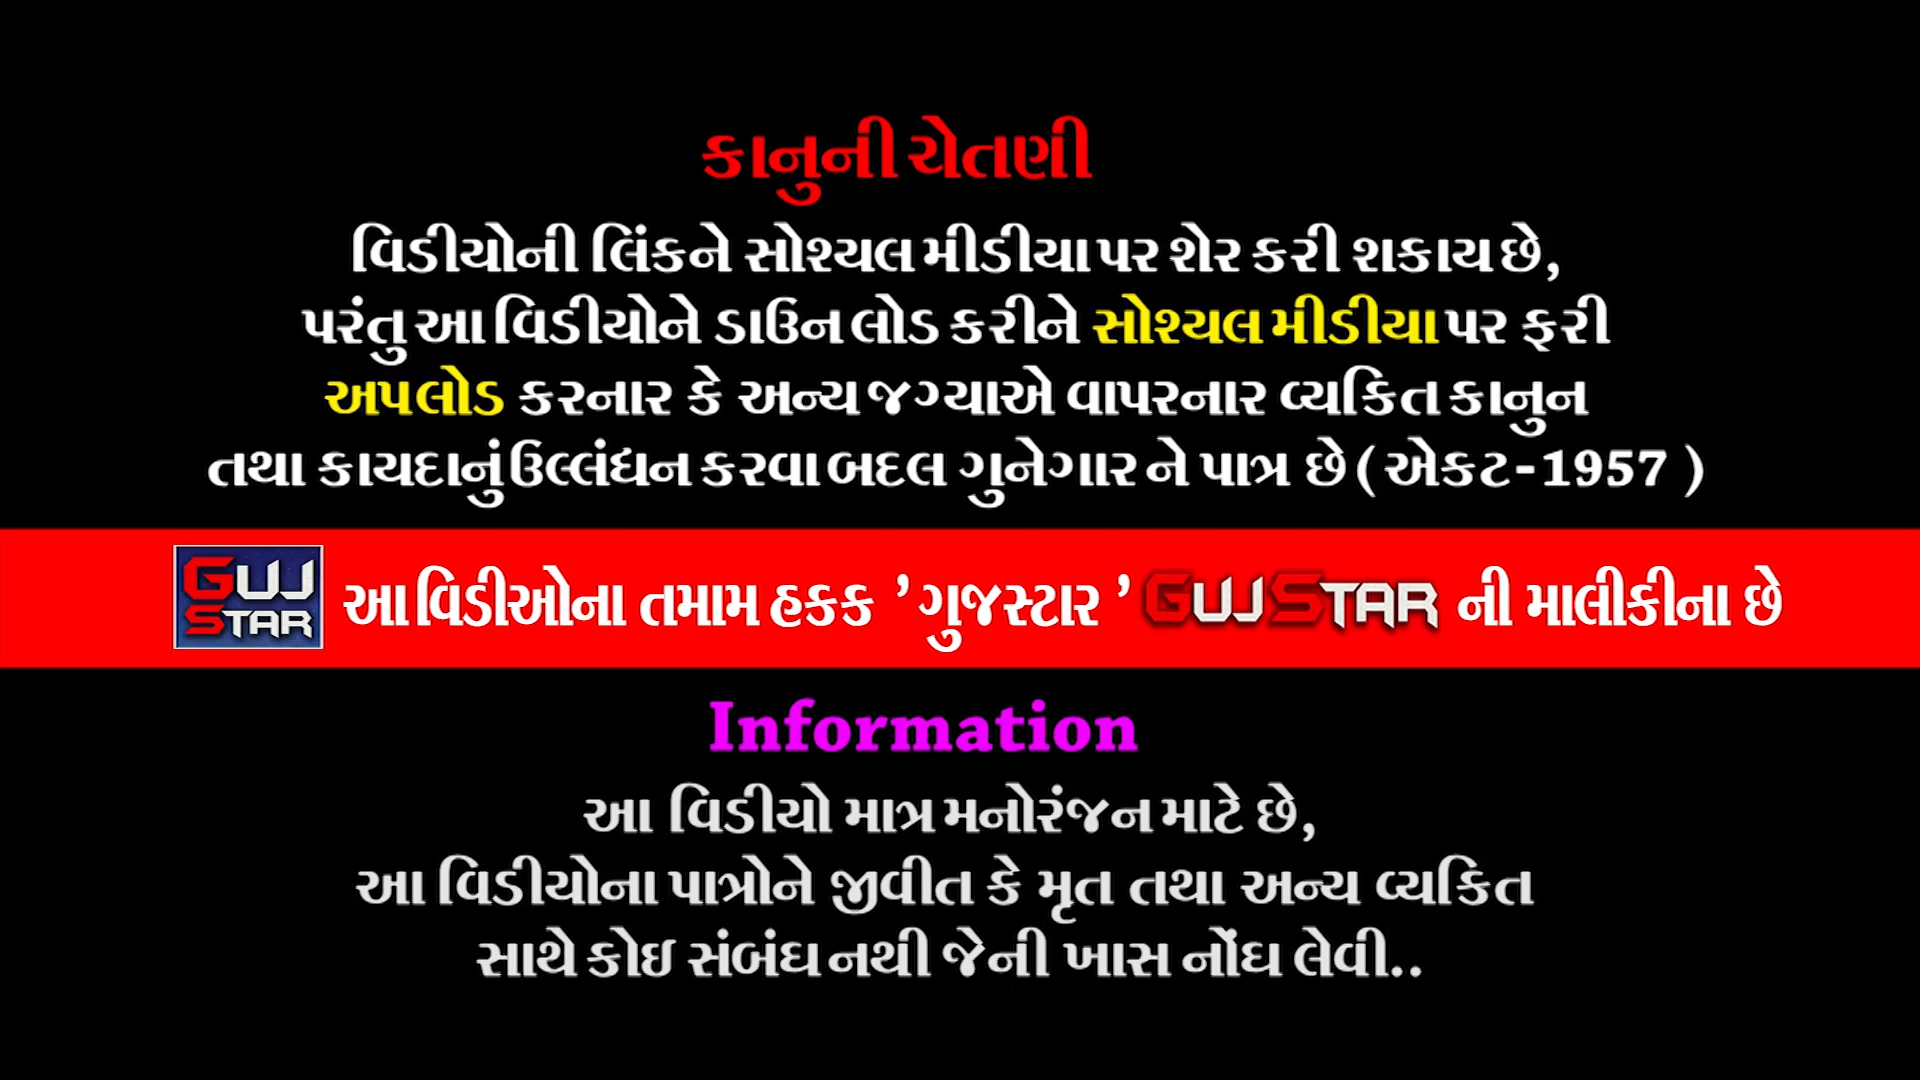 કાનુની ચેતણી
વિડીયોની લિંકને સોશ્યલ મીડીયા પર શેર કરી શકાય છે,
પરંતુ આ વિડીયોને ડાઉન લોડ કરીને સોશ્યલ મીડીયા પર ફરી
અપલોડ કરનાર કે અન્ય જગ્યાએ વાપરનાર વ્યકિત કાનુન
તથા કાયદાનું ઉલ્લંઘન કરવા બદલ ગુનેગાર ને પાત્ર છે ( એકટ-1957 )
GUJ STAR આ વિડીઓના તમામ હકક ’ ગુજસ્ટાર ’ GUJSTAR ની માલીકીના છે
Information
આ વિડીયો માત્ર મનોરંજન માટે છે,
આ વિડીયોના પાત્રોને જીવીત કે મૃત તથા અન્ય વ્યકિત
સાથે કોઇ સંબંઘ નથી જેની ખાસ નોંઘ લેવી..